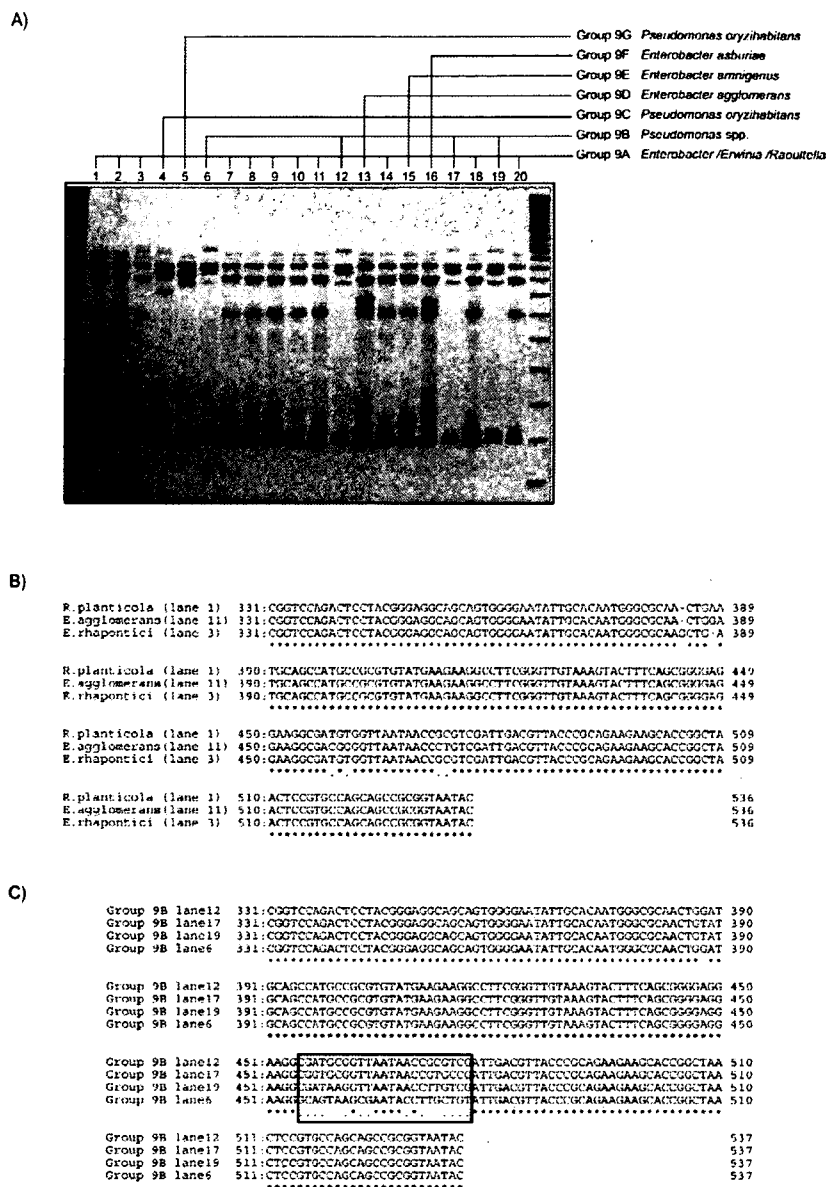 A)
Group 9G Pseudomonas oryzihabitans
Group 9F Enterobacter asburiae
Group 9E Enterobacter amnigenus
Group 9D Enterobacter agglomerans
Group 9C Pseudomonas oryzihabitans
Group 9B Pseudomonas spp.
Group 9A Enterobacter/Erwinia/Raoultella
1 2 3 4 5 6 7 8 9 10 11 12 13 14 15 16 17 18 19 20
B)
R.planticola (lane 1) 331:CGGTCCAGACTCCTACGGGAGGCAGCAGTGGGGAATATTGCACAATGGGCGCAA-CTGAA 389
E.agglomerans(lane 11) 331:CGGTCCAGACTCCTACGGGAGGCAGCAGTGGGGAATATTGCACAATGGGCGCAA-CTGGA 389
E.rhapontici (lane 3) 331:CGGTCCAGACTCCTACGGGAGGCAGCAGTGGGGAATATTGCACAATGGGCGCAAGCTG-A 389
R.planticola (lane 1) 390:TGCAGCCATGCCGCGTGTATGAAGAAGGCCTTCGGGTTGTAAAGTACTTTCAGCGGGGAG 449
E.agglomerans(lane 11) 390:TGCAGCCATGCCGCGTGTATGAAGAAGGCCTTCGGGTTGTAAAGTACTTTCAGCGGGGAG 449
E.rhapontici (lane 3) 390:TGCAGCCATGCCGCGTGTATGAAGAAGGCCTTCGGGTTGTAAAGTACTTTCAGCGGGGAG 449
R.planticola (lane 1) 450:GAAGGCGATGTGGTTAATAACCGCGTCGATTGACGTTACCCGCAGAAGAAGCACCGGCTA 509
E.agglomerans(lane 11) 450:GAAGGCGACGGGGTTAATAACCCTGTCGATTGACGTTACCCGCAGAAGAAGCACCGGCTA 509
E.rhapontici (lane 3) 450:GAAGGCGATGTGGTTAATAACCGCGTCGATTGACGTTACCCGCAGAAGAAGCACCGGCTA 509
R.planticola (lane 1) 510:ACTCCGTGCCAGCAGCCGCGGTAATAC 536
E.agglomerans(lane 11) 510:ACTCCGTGCCAGCAGCCGCGGTAATAC 536
E.rhapontici (lane 3) 510:ACTCCGTGCCAGCAGCCGCGGTAATAC 536
C)
Group 9B lane12 331:CGGTCCAGACTCCTACGGGAGGCAGCAGTGGGGAATATTGCACAATGGGCGCAACTGGAT 390
Group 9B lane17 331:CGGTCCAGACTCCTACGGGAGGCAGCAGTGGGGAATATTGCACAATGGGCGCAACTGTAT 390
Group 9B lane19 331:CGGTCCAGACTCCTACGGGAGGCAGCAGTGGGGAATATTGCACAATGGGCGCAACTGTAT 390
Group 9B lane6 331:CGGTCCAGACTCCTACGGGAGGCAGCAGTGGGGAATATTGCACAATGGGCGCAACTGGAT 390
Group 9B lane12 391:GCAGCCATGCCGCGTGTATGAAGAAGGCCTTCGGGTTGTAAAGTACTTTCAGCGGGGAGG 450
Group 9B lane17 391:GCAGCCATGCCGCGTGTATGAAGAAGGCCTTCGGGTTGTAAAGTACTTTCAGCGGGGAGG 450
Group 9B lane19 391:GCAGCCATGCCGCGTGTATGAAGAAGGCCTTCGGGTTGTAAAGTACTTTCAGCGGGGAGG 450
Group 9B lane6 391:GCAGCCATGCCGCGTGTATGAAGAAGGCCTTCGGGTTGTAAAGTACTTTCAGCGGGGAGG 450
Group 9B lane12 451:AAGGCGATGCGGTTAATAACCGCGTCGATTGACGTTACCCGCAGAAGAAGCACCGGCTAA 510
Group 9B lane17 451:AAGGCGGTGCGGTTAATAACCGTGCCGATTGACGTTACCCGCAGAAGAAGCACCGGCTAA 510
Group 9B lane19 451:AAGGCGATAAGGTTAATAACCTTGTCGATTGACGTTACCCGCAGAAGAAGCACCGGCTAA 510
Group 9B lane6 451:AAGGGCAGTAAGCGAATACCTTGCTGTATTGACGTTACCCGCAGAAGAAGCACCGGCTAA 510
Group 9B lane12 511:CTCCGTGCCAGCAGCCGCGGTAATAC 537
Group 9B lane17 511:CTCCGTGCCAGCAGCCGCGGTAATAC 537
Group 9B lane19 511:CTCCGTGCCAGCAGCCGCGGTAATAC 537
Group 9B lane6 511:CTCCGTGCCAGCAGCCGCGGTAATAC 537